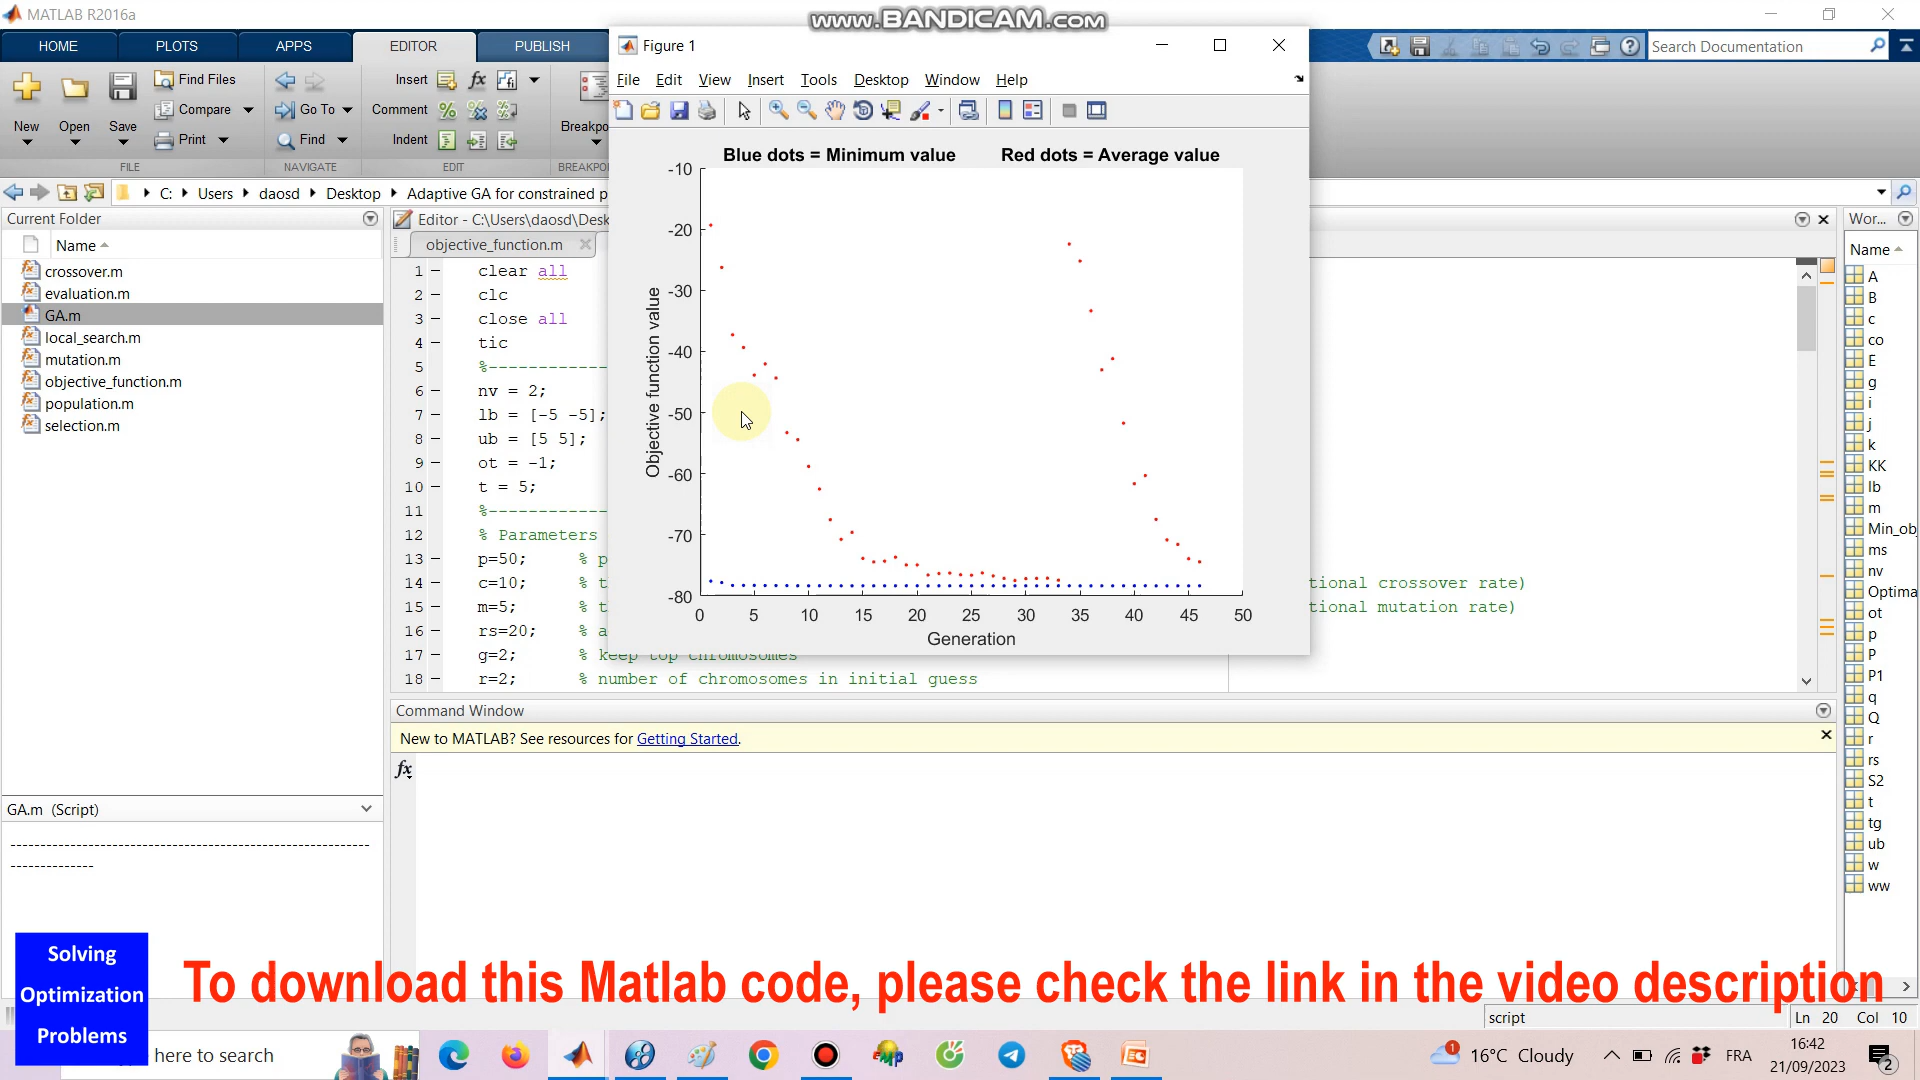 MATLAB R2016a
www.BANDICAM.com
HOME
PLOTS
APPS
EDITOR
PUBLISH
Search Documentation
New
Open
Save
Find Files
Compare
Print
Insert
Go To
Comment
Find
Indent
FILE
NAVIGATE
EDIT
C:
Users
daosd
Desktop
Adaptive GA for constrained p
Current Folder
Name
crossover.m
evaluation.m
GA.m
local_search.m
mutation.m
objective_function.m
population.m
selection.m
GA.m (Script)
Editor - C:\Users\daosd\Desk
objective_function.m
1 clear all
2 clc
3 close all
4 tic
5 %-------------
6 nv = 2;
7 lb = [-5 -5];
8 ub = [5 5];
9 ot = -1;
10 t = 5;
11 %-------------
12 % Parameters
13 p=50; % p
14 c=10; % t
15 m=5; % t
16 rs=20; % a
17 g=2; % keep top chromosomes
18 r=2; % number of chromosomes in initial guess
tional crossover rate)
tional mutation rate)
Figure 1
File Edit View Insert Tools Desktop Window Help
Blue dots = Minimum value Red dots = Average value
-10
-20
-30
-40
-50
-60
-70
-80
Objective function value
0 5 10 15 20 25 30 35 40 45 50
Generation
Command Window
New to MATLAB? See resources for Getting Started.
fx
Wor...
Name
A
B
c
co
E
g
i
j
k
KK
lb
m
Min_ob
ms
nv
Optima
ot
p
P
P1
q
Q
r
rs
S2
t
tg
ub
w
ww
Solving
Optimization
Problems
To download this Matlab code, please check the link in the video description
script
Ln 20 Col 10
here to search
16°C Cloudy
FRA
16:42
21/09/2023
2